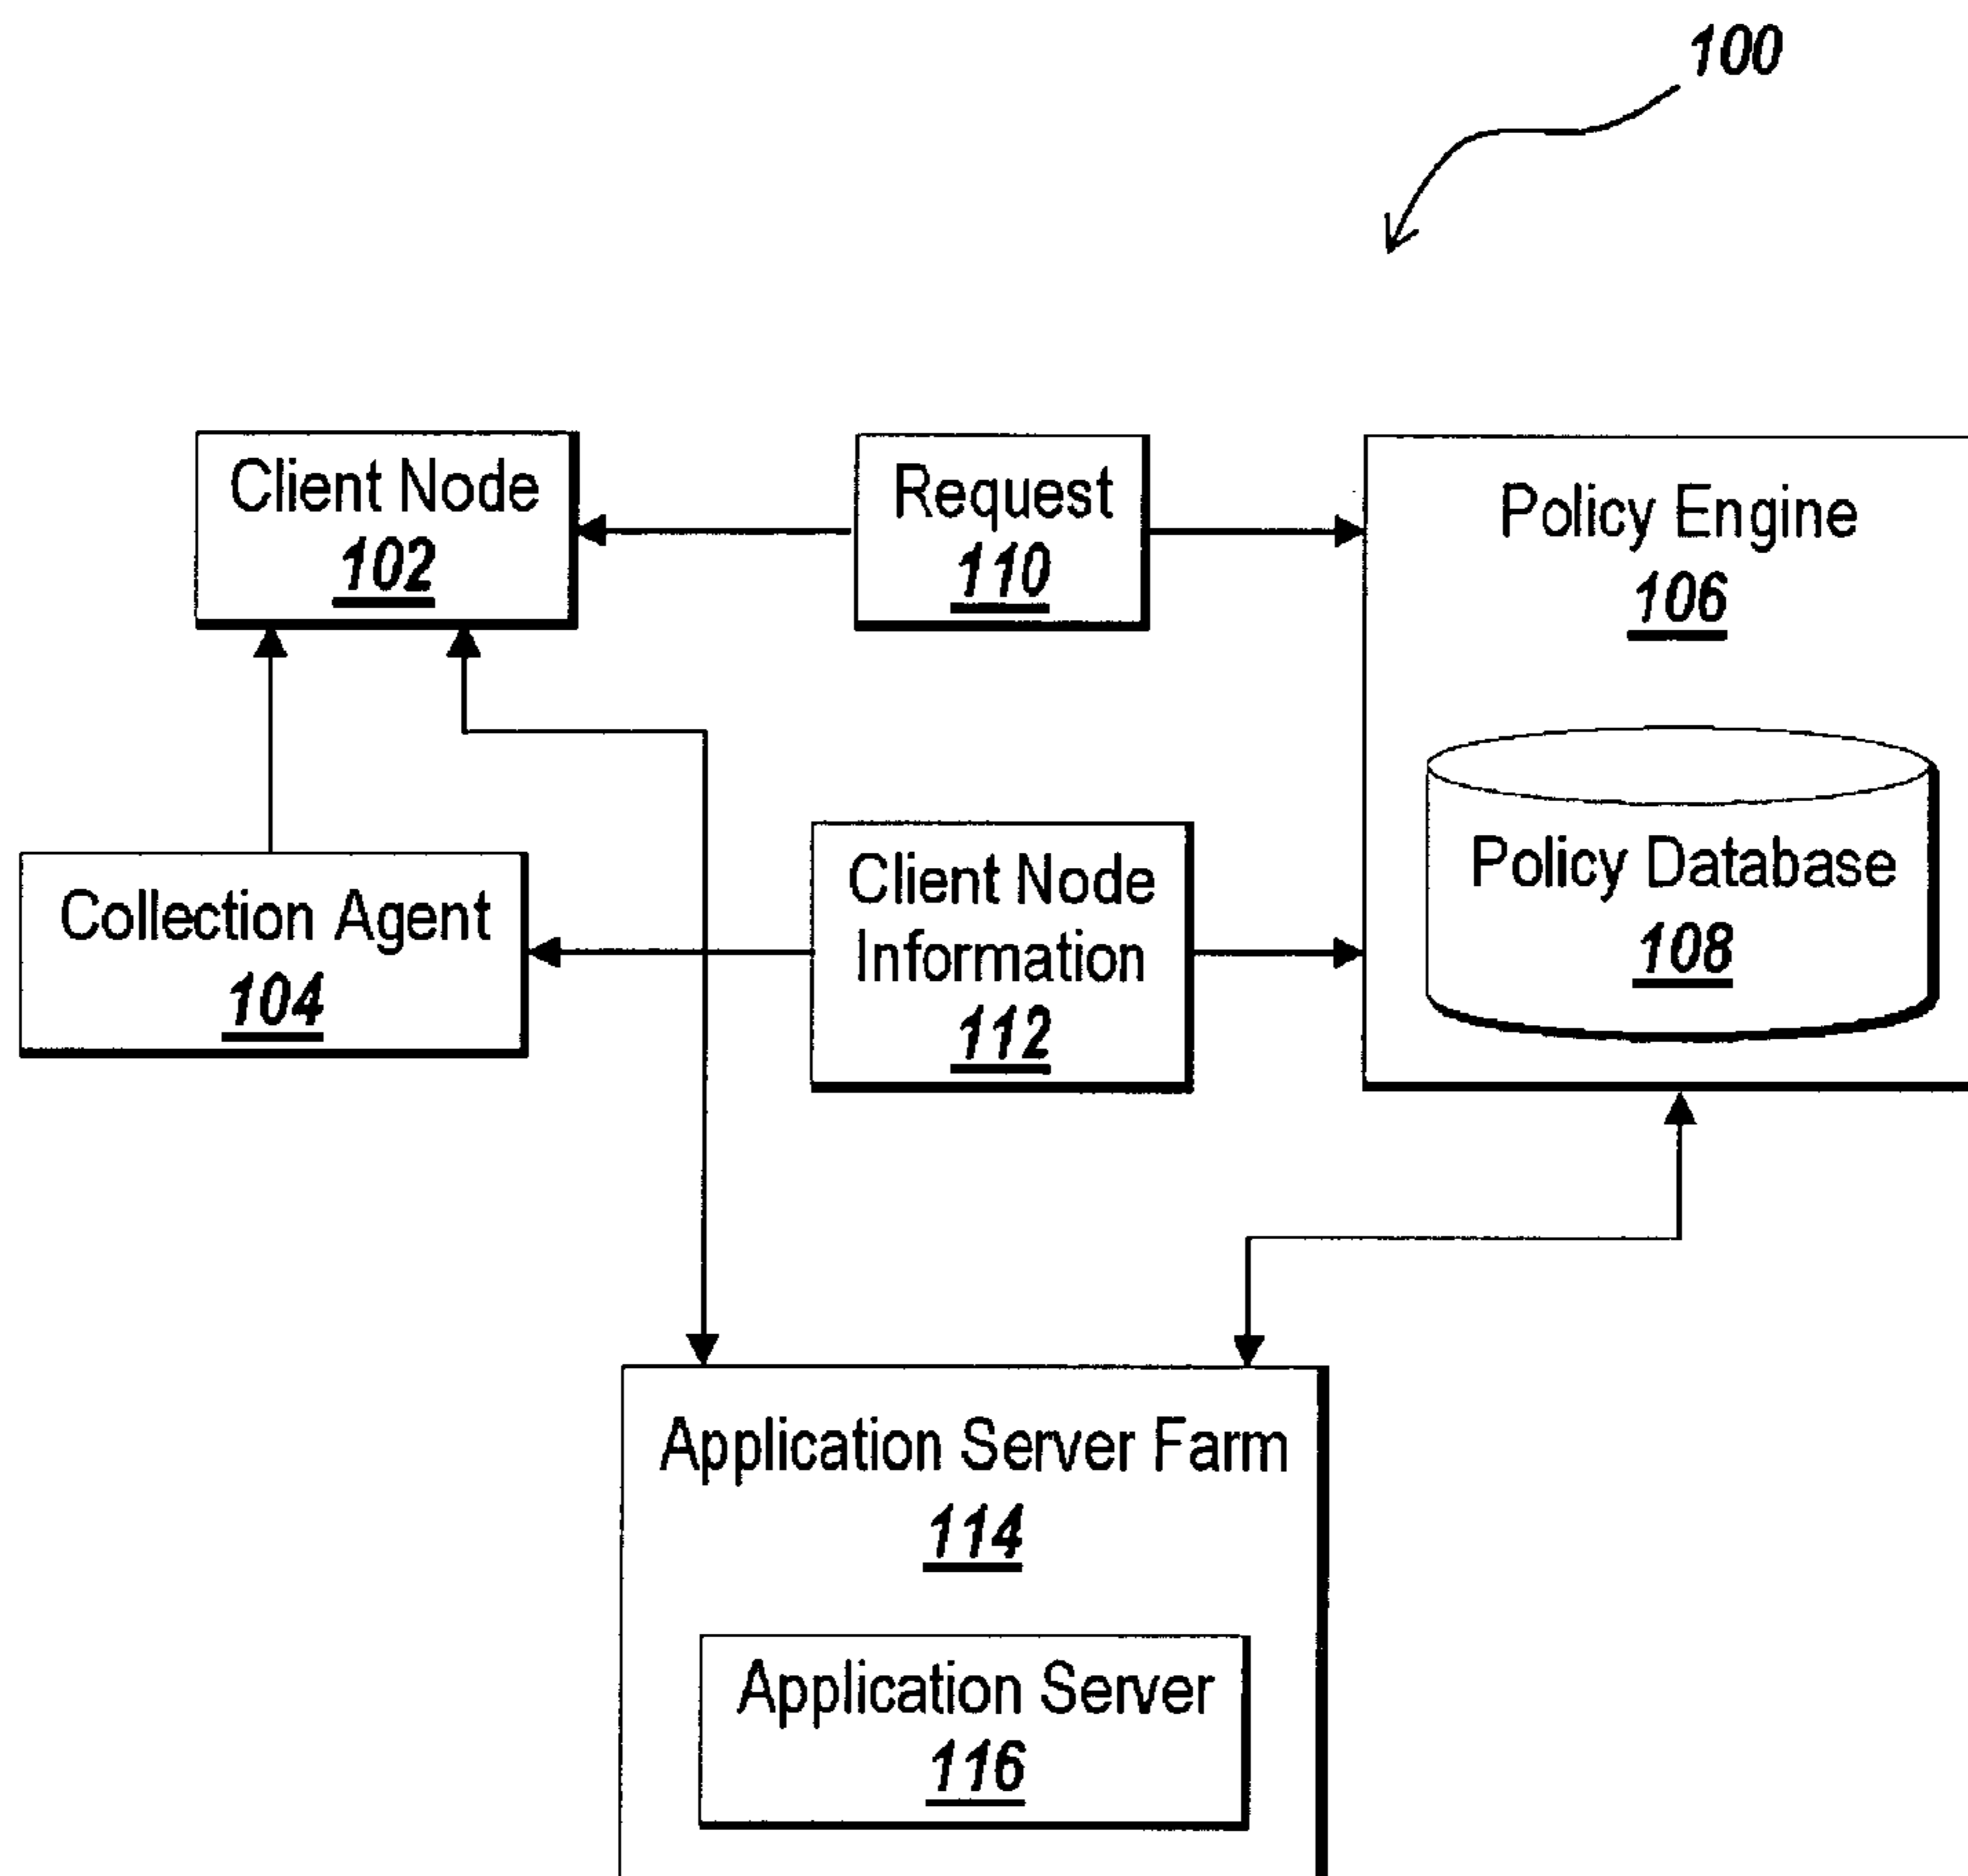 100
Client Node
102
Request
110
Policy Engine
106
Policy Database
108
Collection Agent
104
Client Node
Information
112
Application Server Farm
114
Application Server
116